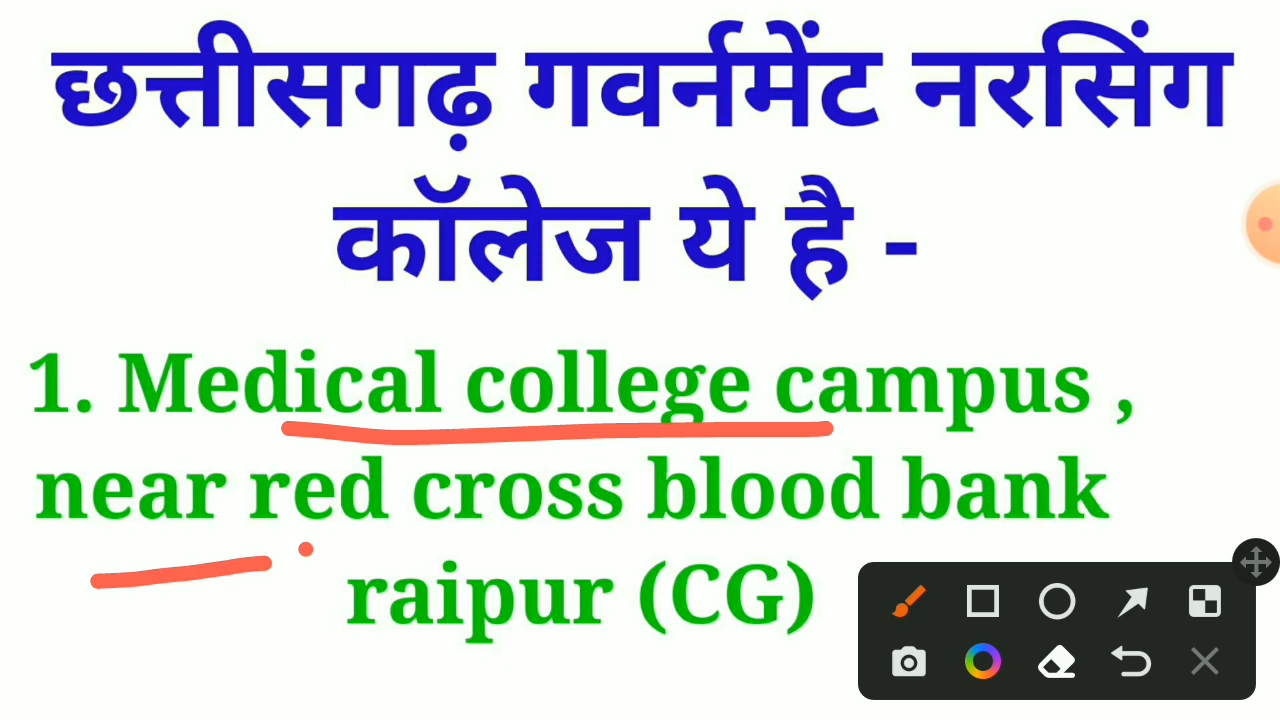 छत्तीसगढ़ गवर्नमेंट नरसिंग
कॉलेज ये है -
1. Medical college campus ,
near red cross blood bank
raipur (CG)